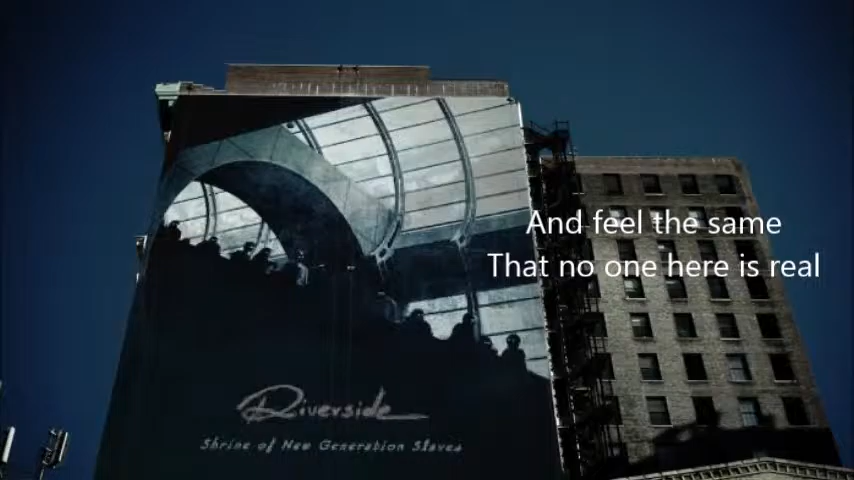 And feel the same
That no one here is real
Riverside
Shrine of New Generation Slaves